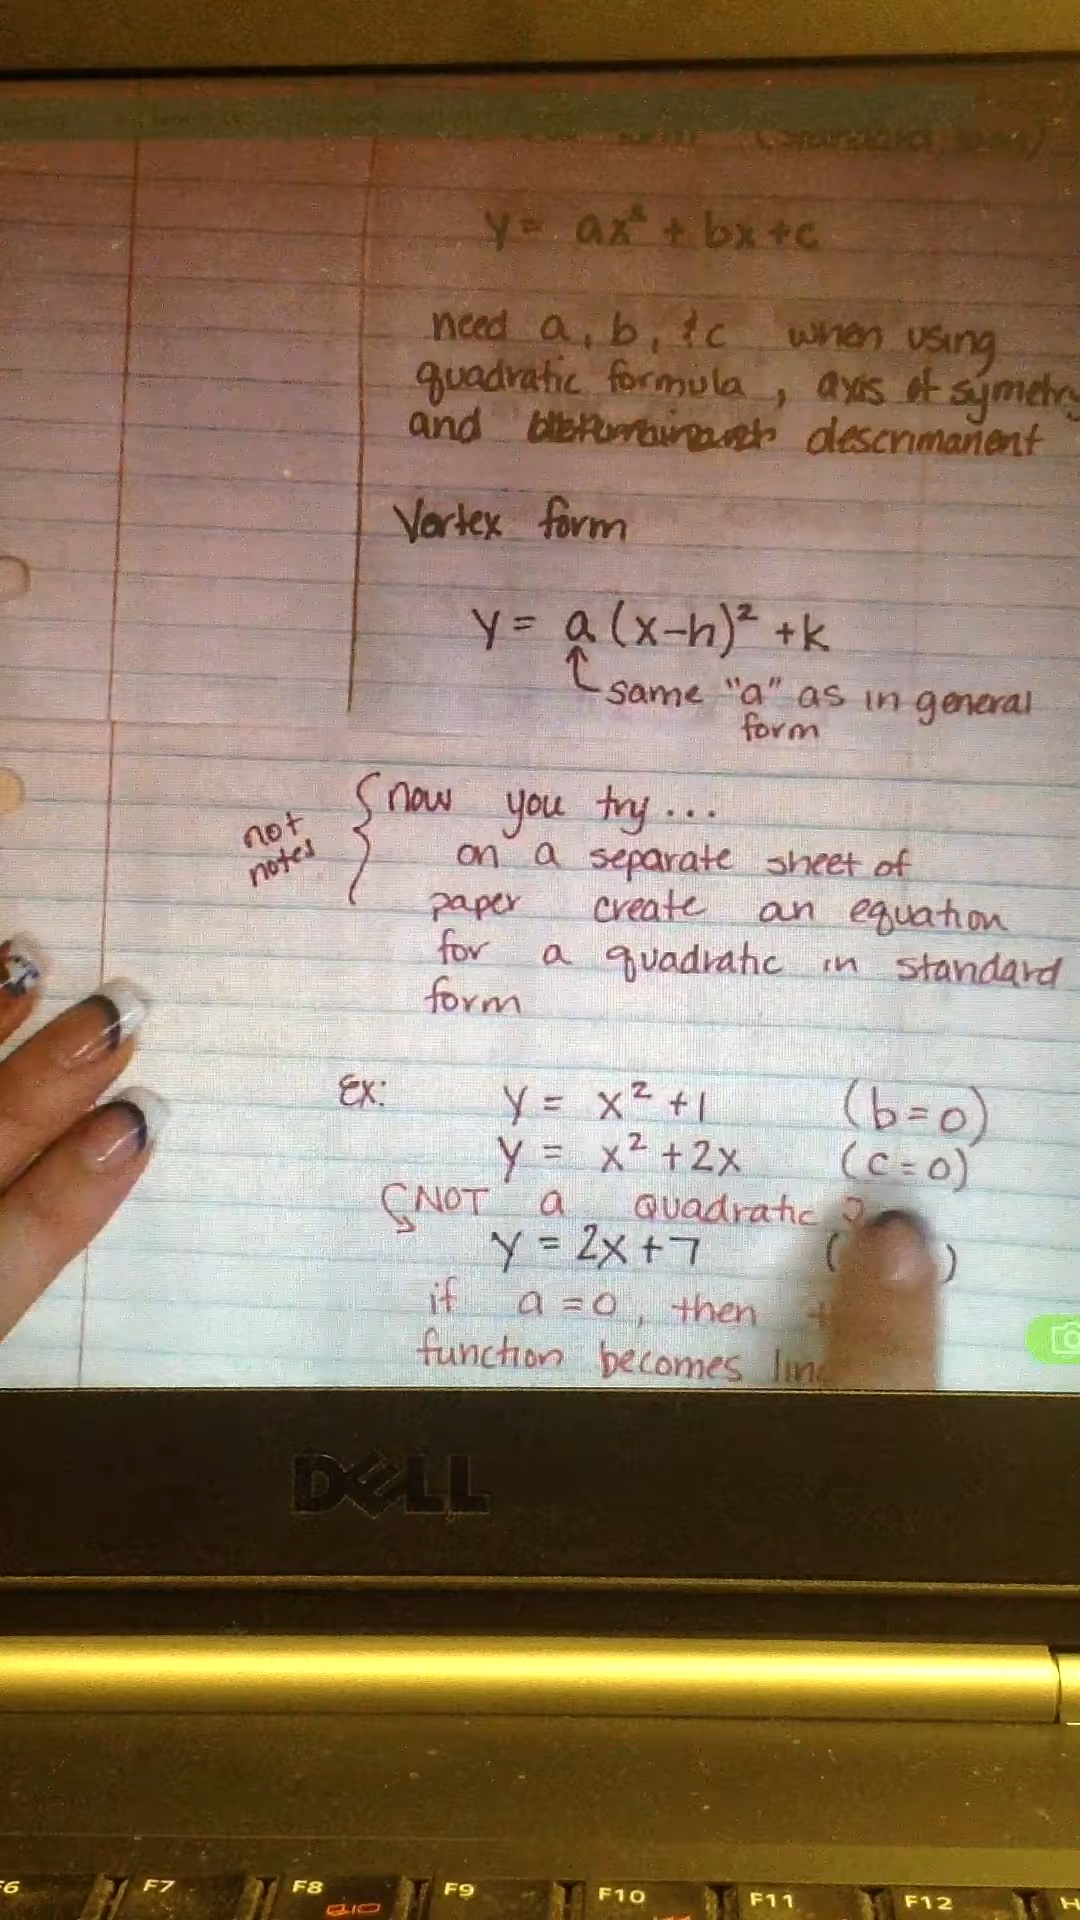 (Standard form)
y = ax² + bx + c
need a, b, & c when using
quadratic formula, axis of symetry
and descrimanent
Vertex form
y = a(x-h)² + k
same "a" as in general
form
not
notes
now you try...
on a separate sheet of
paper create an equation
for a quadratic in standard
form
Ex: y = x² + 1 (b = 0)
y = x² + 2x (c = 0)
NOT a quadratic
y = 2x + 7 ( )
if a = 0, then
function becomes
DELL
F7 F8 F9 F10 F11 F12